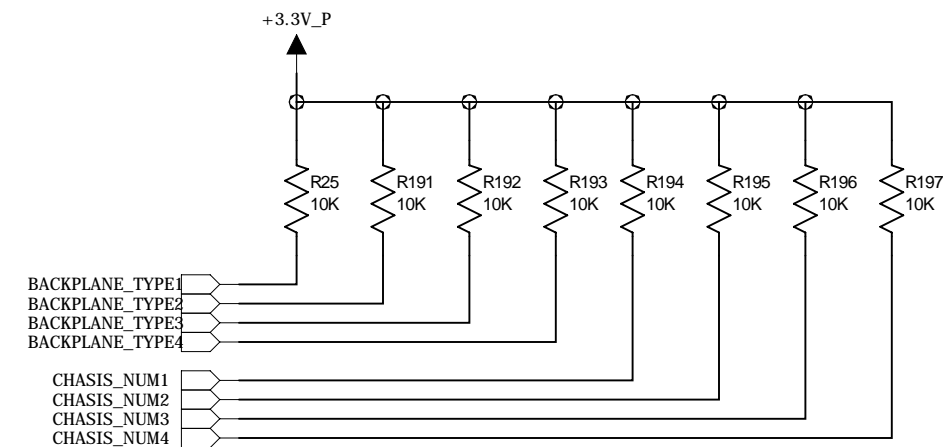 +3.3V_P
R25
10K
R191
10K
R192
10K
R193
10K
R194
10K
R195
10K
R196
10K
R197
10K
BACKPLANE_TYPE1
BACKPLANE_TYPE2
BACKPLANE_TYPE3
BACKPLANE_TYPE4
CHASIS_NUM1
CHASIS_NUM2
CHASIS_NUM3
CHASIS_NUM4